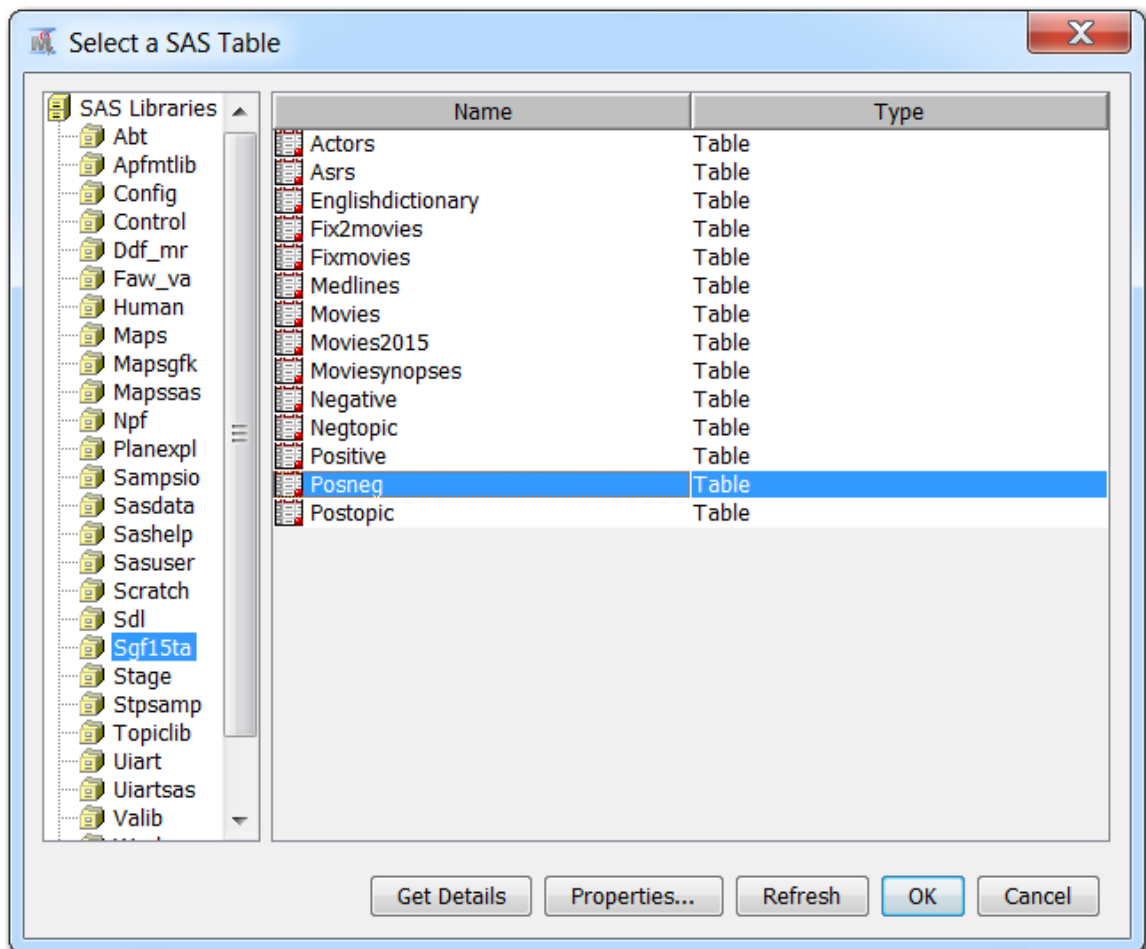 Select a SAS Table
SAS Libraries
Abt
Apfmtlib
Config
Control
Ddf_mr
Faw_va
Human
Maps
Mapsgfk
Mapssas
Npf
Planexpl
Sampsio
Sasdata
Sashelp
Sasuser
Scratch
Sdl
Sgf15ta
Stage
Stpsamp
Topiclib
Uiart
Uiartsas
Valib
Name Type
Actors Table
Asrs Table
Englishdictionary Table
Fix2movies Table
Fixmovies Table
Medlines Table
Movies Table
Movies2015 Table
Moviesynopses Table
Negative Table
Negtopic Table
Positive Table
Posneg Table
Postopic Table
Get Details Properties... Refresh OK Cancel